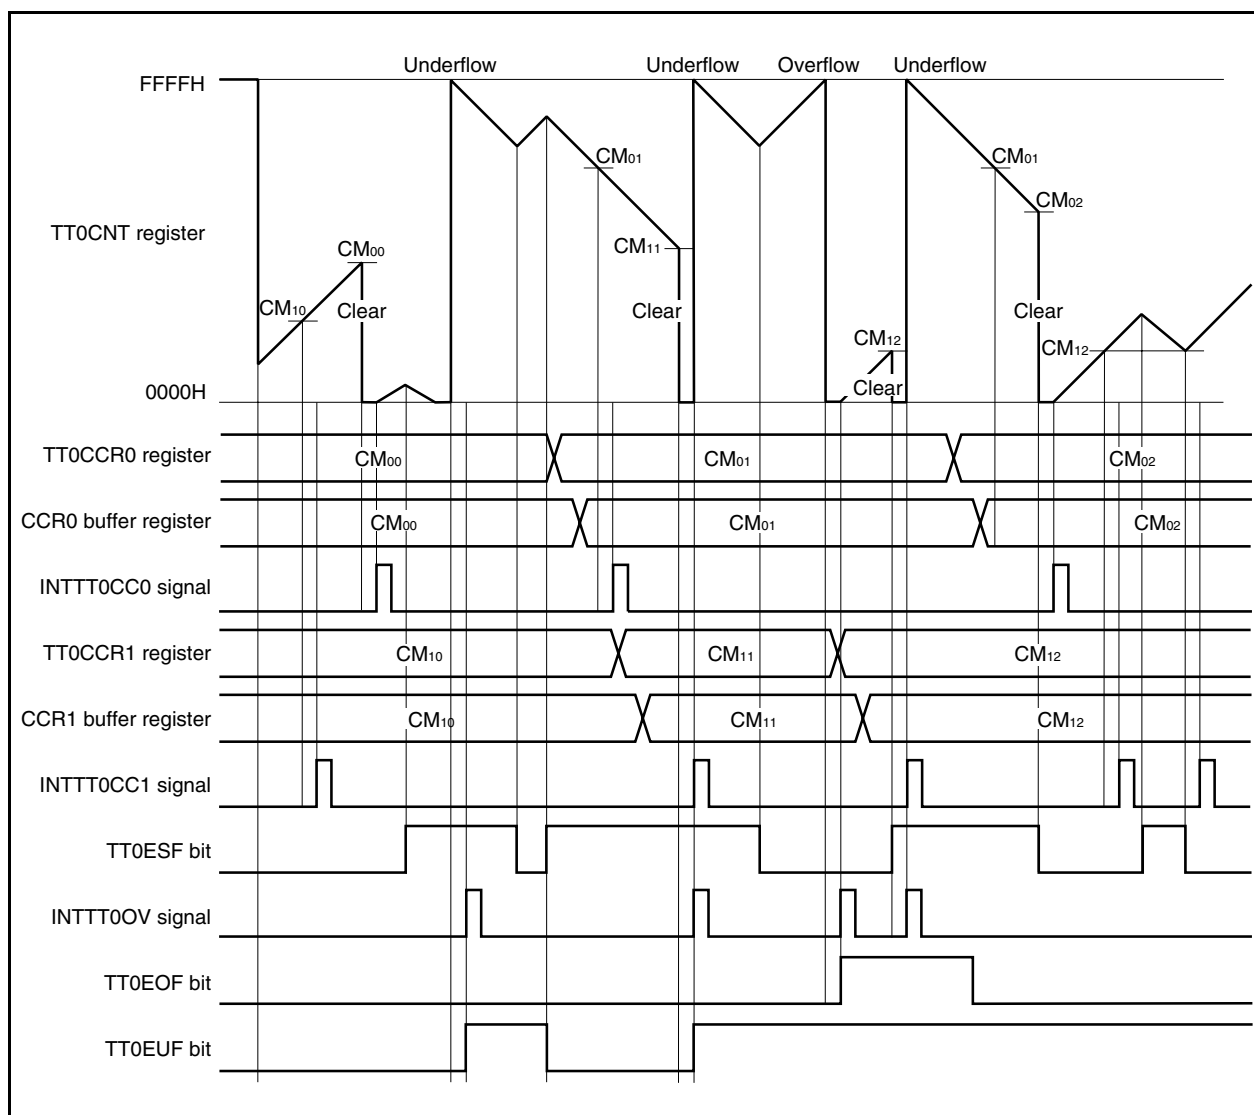 Underflow Underflow Overflow Underflow
FFFFH
CM01 CM01
CM02
TT0CNT register
CM00 CM11
CM10 Clear Clear Clear
CM12 CM12
0000H Clear
TT0CCR0 register CM00 CM01 CM02
CCR0 buffer register CM00 CM01 CM02
INTTT0CC0 signal
TT0CCR1 register CM10 CM11 CM12
CCR1 buffer register CM10 CM11 CM12
INTTT0CC1 signal
TT0ESF bit
INTTT0OV signal
TT0EOF bit
TT0EUF bit